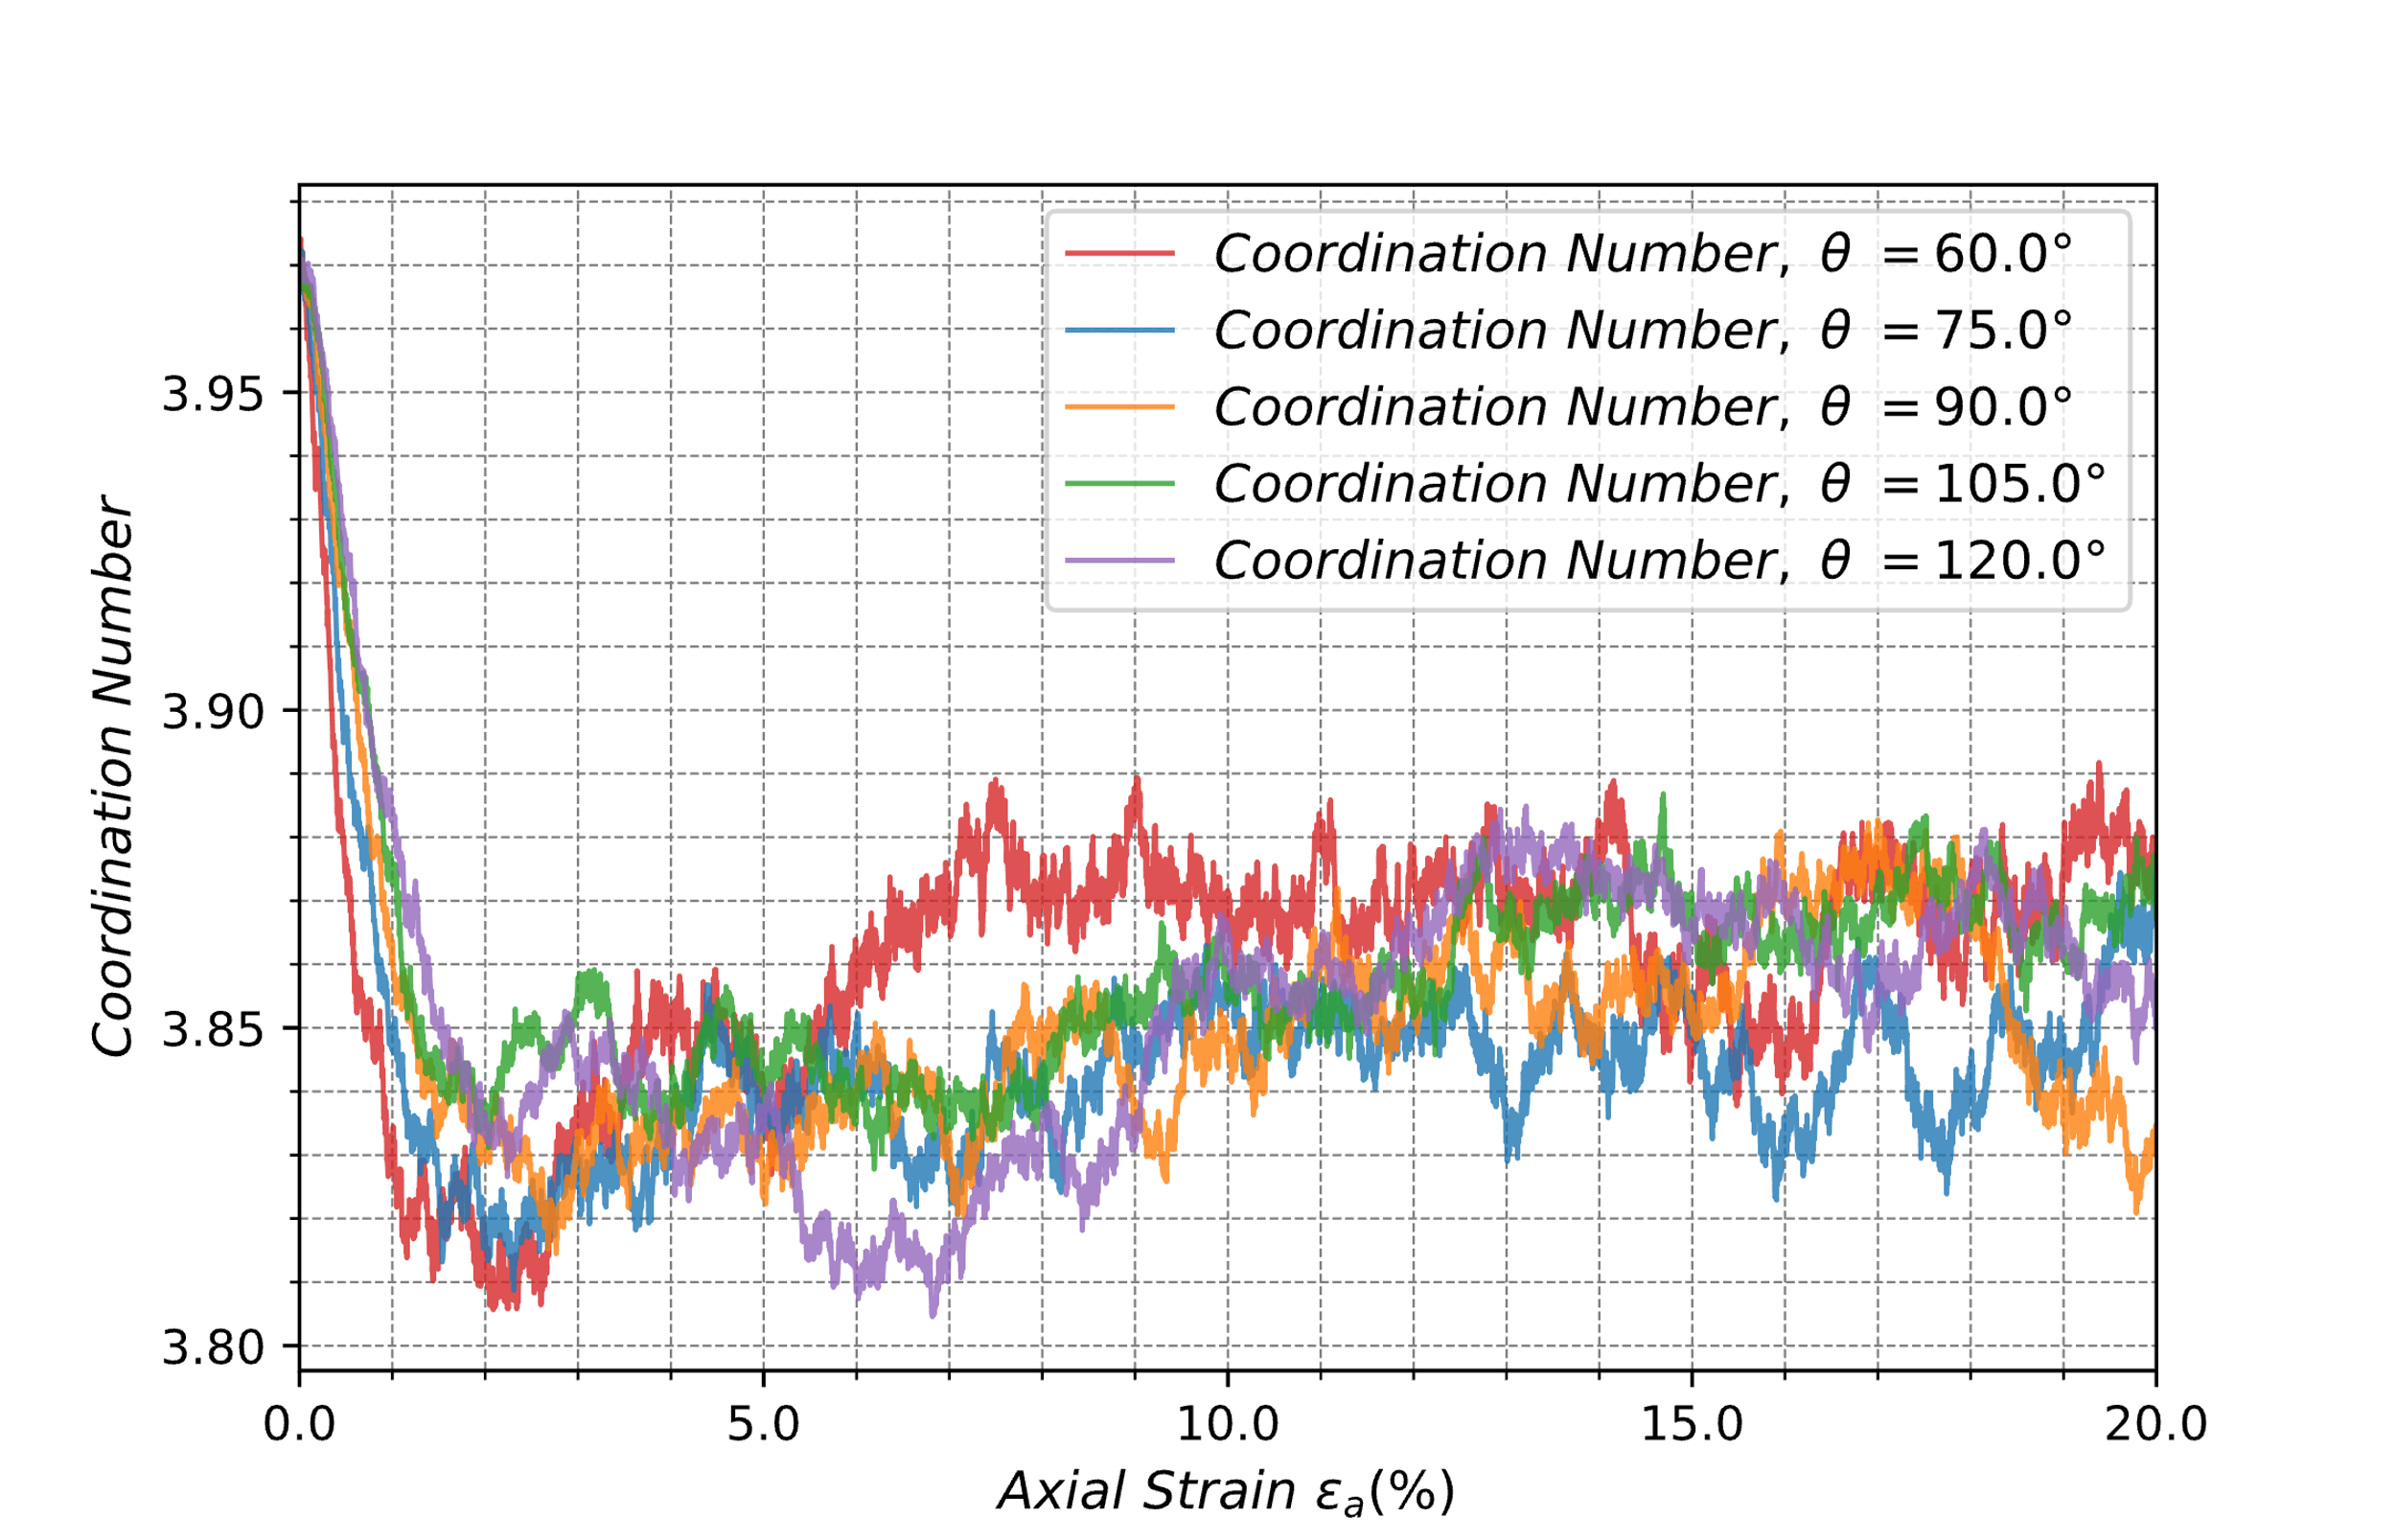 Coordination Number, θ = 60.0°
Coordination Number, θ = 75.0°
Coordination Number, θ = 90.0°
Coordination Number, θ = 105.0°
Coordination Number, θ = 120.0°
Coordination Number
3.95
3.90
3.85
3.80
0.0 5.0 10.0 15.0 20.0
Axial Strain εₐ(%)